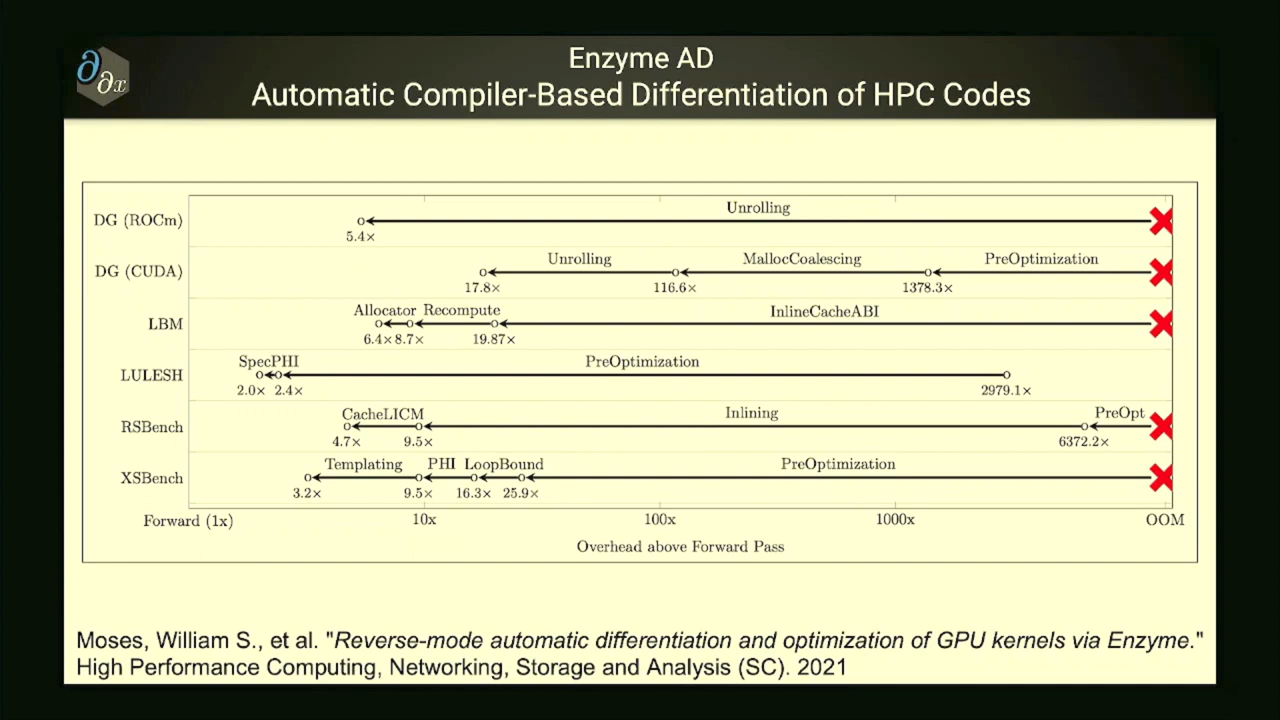 ∂
∂x
Enzyme AD
Automatic Compiler-Based Differentiation of HPC Codes
DG (ROCm)
Unrolling
5.4×
DG (CUDA)
Unrolling
MallocCoalescing
PreOptimization
17.8×
116.6×
1378.3×
LBM
Allocator
Recompute
InlineCacheABI
6.4×
8.7×
19.87×
LULESH
SpecPHI
PreOptimization
2.0×
2.4×
2979.1×
RSBench
CacheLICM
Inlining
PreOpt
4.7×
9.5×
6372.2×
XSBench
Templating
PHI
LoopBound
PreOptimization
3.2×
9.5×
16.3×
25.9×
Forward (1x)
10x
100x
1000x
OOM
Overhead above Forward Pass
Moses, William S., et al. "Reverse-mode automatic differentiation and optimization of GPU kernels via Enzyme."
High Performance Computing, Networking, Storage and Analysis (SC). 2021